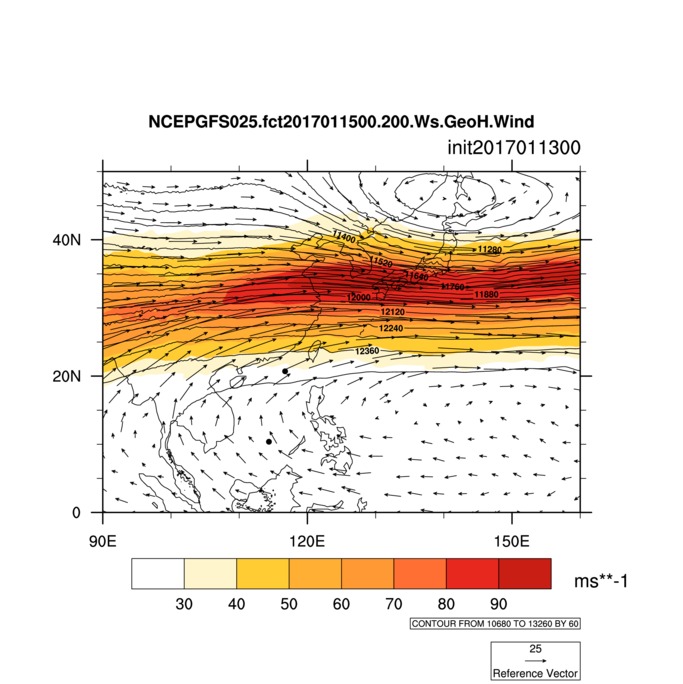 NCEPGFS025.fct2017011500.200.Ws.GeoH.Wind
init2017011300
40N
20N
0
11400
11280
11520
11640
11760
11880
12000
12120
12240
12360
90E
120E
150E
30
40
50
60
70
80
90
ms**-1
CONTOUR FROM 10680 TO 13260 BY 60
25
Reference Vector